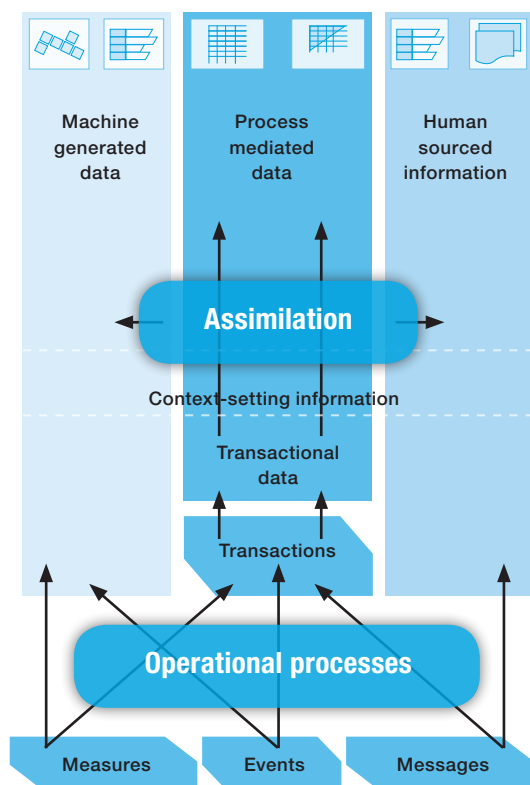 Machine
generated
data
Process
mediated
data
Human
sourced
information
Assimilation
Context-setting information
Transactional
data
Transactions
Operational processes
Measures
Events
Messages